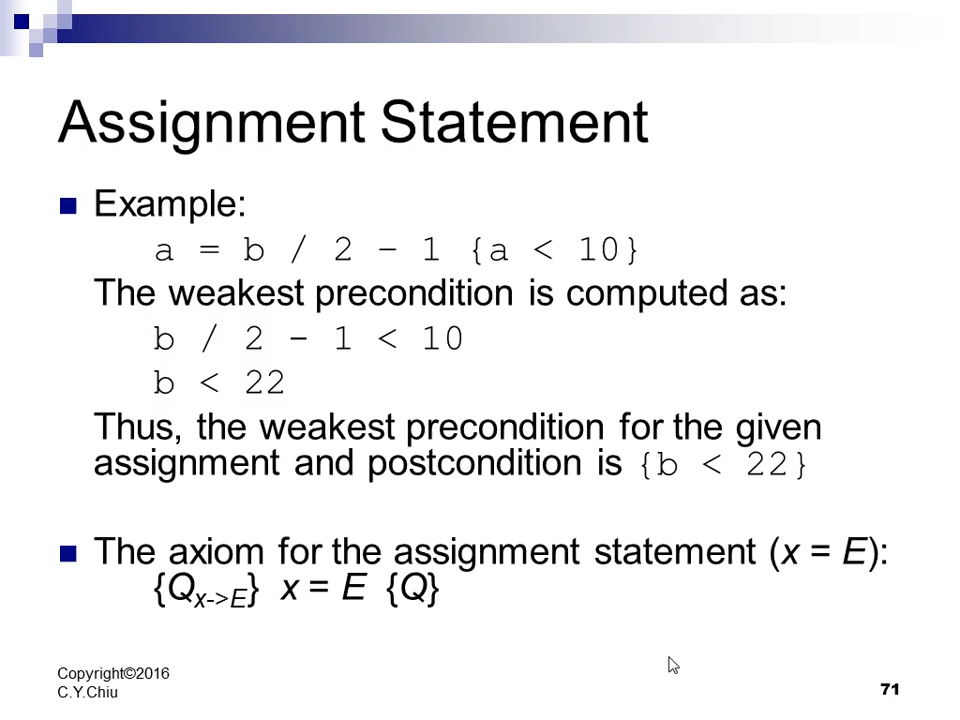 Assignment Statement
Example:
a = b / 2 – 1 {a < 10}
The weakest precondition is computed as:
b / 2 - 1 < 10
b < 22
Thus, the weakest precondition for the given
assignment and postcondition is {b < 22}
The axiom for the assignment statement (x = E):
{Qx->E} x = E {Q}
Copyright©2016
C.Y.Chiu
71